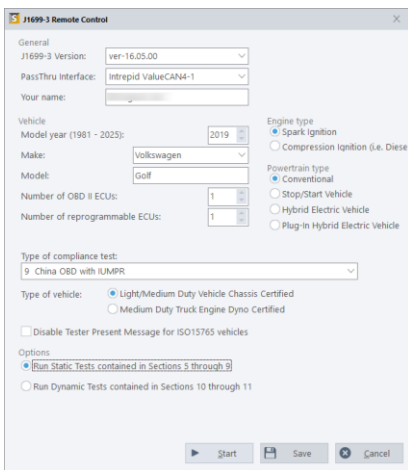 J1699-3 Remote Control
General
J1699-3 Version: ver-16.05.00
PassThru Interface: Intrepid ValueCAN4-1
Your name:
Vehicle
Model year (1981 - 2025): 2019
Make: Volkswagen
Model: Golf
Number of OBD II ECUs: 1
Number of reprogrammable ECUs: 1
Engine type
Spark Ignition
Compression Ignition (i.e. Diese
Powertrain type
Conventional
Stop/Start Vehicle
Hybrid Electric Vehicle
Plug-In Hybrid Electric Vehicle
Type of compliance test:
9 China OBD with IUMPR
Type of vehicle: Light/Medium Duty Vehicle Chassis Certified
Medium Duty Truck Engine Dyno Certified
Disable Tester Present Message for ISO15765 vehicles
Options
Run Static Tests contained in Sections 5 through 9
Run Dynamic Tests contained in Sections 10 through 11
Start Save Cancel